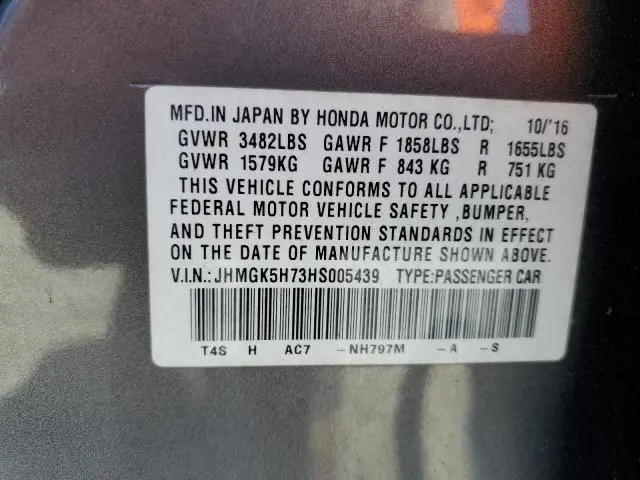 MFD.IN JAPAN BY HONDA MOTOR CO.,LTD; 10/'16
GVWR 3482LBS GAWR F 1858LBS R 1655LBS
GVWR 1579KG GAWR F 843 KG R 751 KG
THIS VEHICLE CONFORMS TO ALL APPLICABLE
FEDERAL MOTOR VEHICLE SAFETY ,BUMPER,
AND THEFT PREVENTION STANDARDS IN EFFECT
ON THE DATE OF MANUFACTURE SHOWN ABOVE.
V.I.N.:JHMGK5H73HS005439 TYPE:PASSENGER CAR
T4S H AC7 -NH797M -A -S